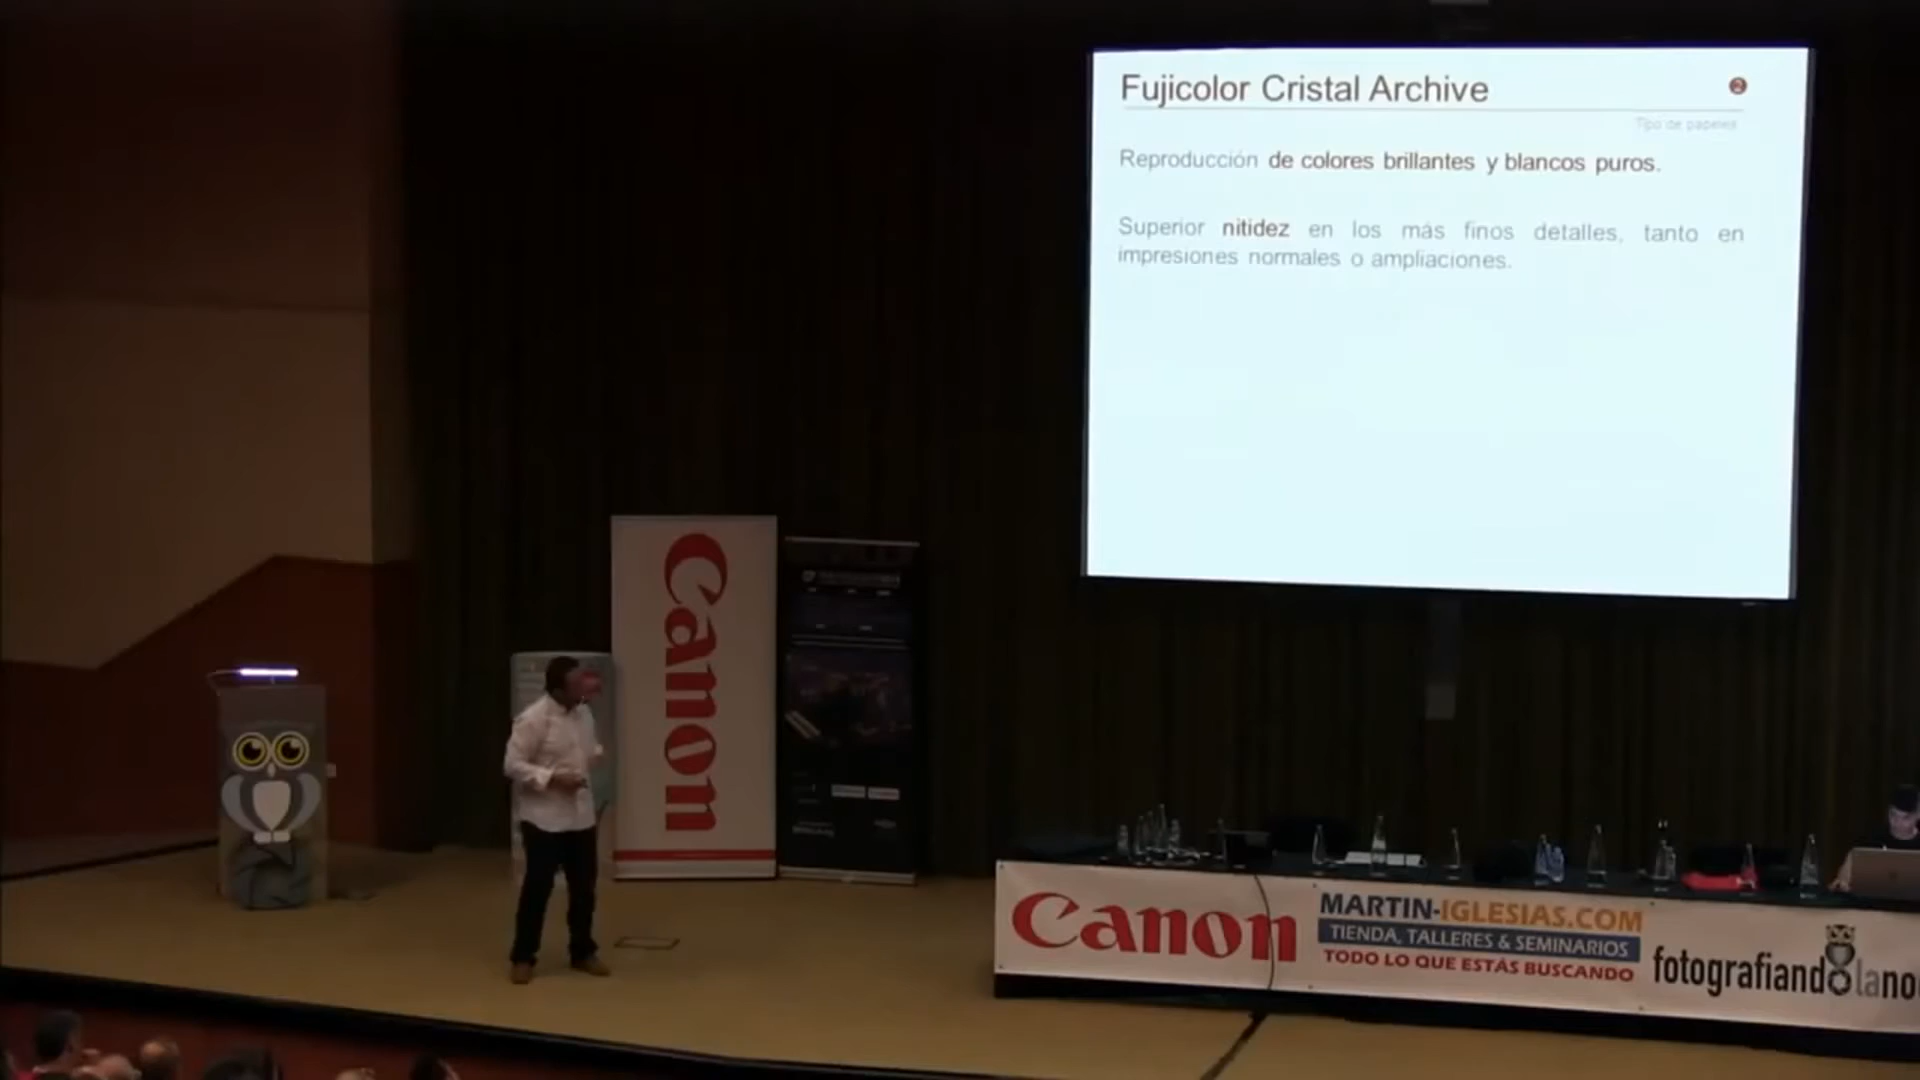 Fujicolor Cristal Archive
2
Tipo de papeles
Reproducción de colores brillantes y blancos puros.
Superior nitidez en los más finos detalles, tanto en
impresiones normales o ampliaciones.
Canon
Canon
MARTIN-IGLESIAS.COM
TIENDA, TALLERES & SEMINARIOS
TODO LO QUE ESTÁS BUSCANDO
fotografiando lano